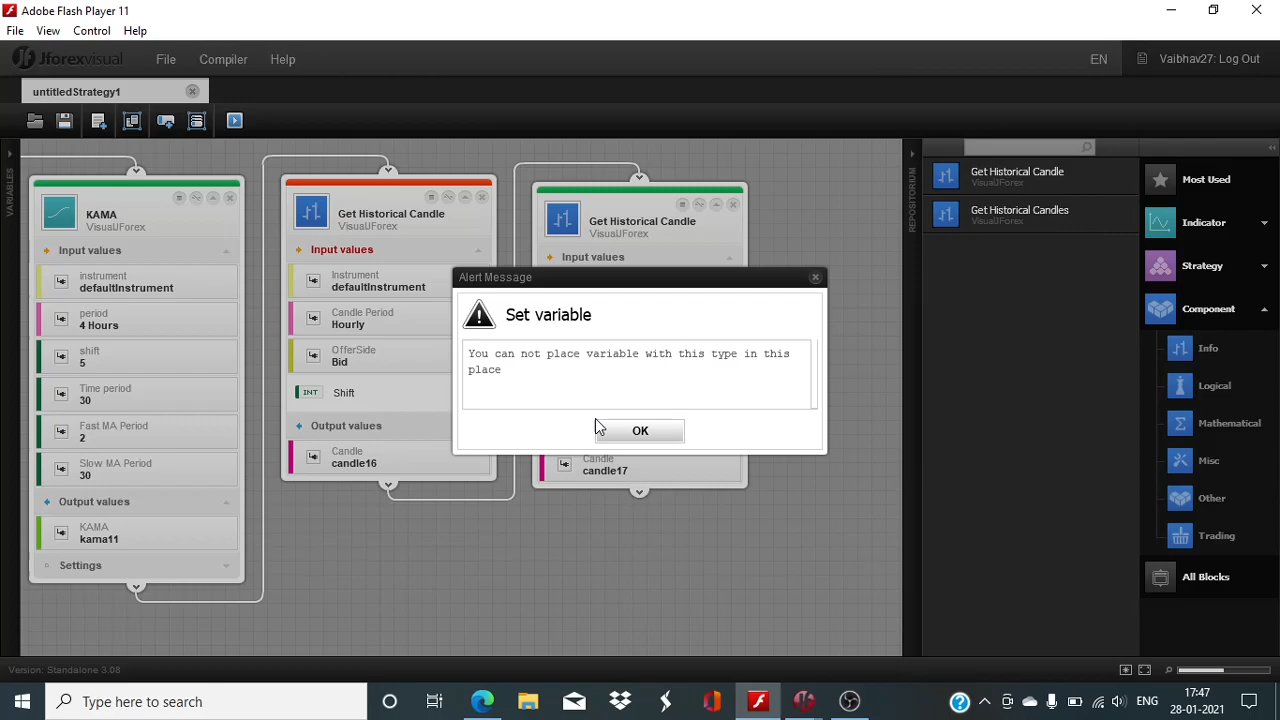 Adobe Flash Player 11
File View Control Help
Jforexvisual File Compiler Help EN Vaibhav27: Log Out
untitledStrategy1
VARIABLES
KAMA
VisualJForex
Input values
instrument
defaultInstrument
period
4 Hours
shift
5
Time period
30
Fast MA Period
2
Slow MA Period
30
Output values
KAMA
kama11
Settings
Get Historical Candle
VisualJForex
Input values
Instrument
defaultInstrument
Candle Period
Hourly
OfferSide
Bid
INT Shift
Output values
Candle
candle16
Get Historical Candle
VisualJForex
Input values
Candle
candle17
Alert Message
Set variable
You can not place variable with this type in this
place
OK
REPOSITORIUM
Get Historical Candle
VisualJForex
Get Historical Candles
VisualJForex
Most Used
Indicator
Strategy
Component
Info
Logical
Mathematical
Misc
Other
Trading
All Blocks
Version: Standalone 3.08
Type here to search
ENG
17:47
28-01-2021